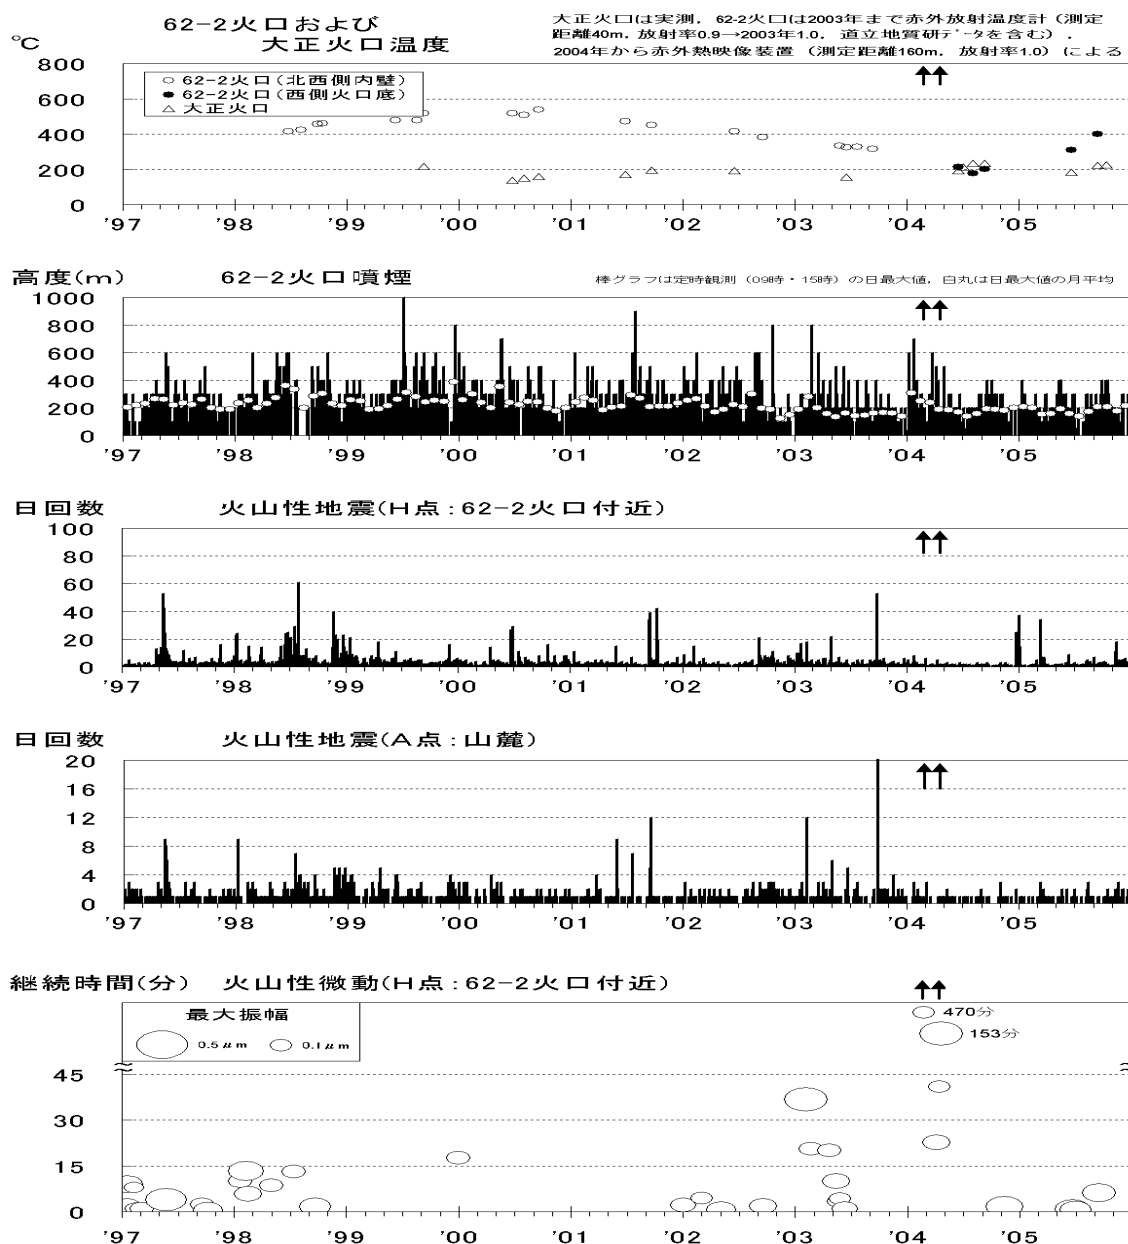 62-2火口および
大正火口温度
大正火口は実測, 62-2火口は2003年まで赤外放射温度計(測定
距離40m, 放射率0.9→2003年1.0, 道立地質研データを含む),
2004年から赤外熱映像装置(測定距離160m, 放射率1.0)による
℃
800
600
400
200
0
○ 62-2火口(北西側内壁)
● 62-2火口(西側火口底)
△ 大正火口
'97 '98 '99 '00 '01 '02 '03 '04 '05
高度(m) 62-2火口噴煙
棒グラフは定時観測(09時・15時)の日最大値, 白丸は日最大値の月平均
1000
800
600
400
200
0
'97 '98 '99 '00 '01 '02 '03 '04 '05
日回数 火山性地震(H点:62-2火口付近)
100
80
60
40
20
0
'97 '98 '99 '00 '01 '02 '03 '04 '05
日回数 火山性地震(A点:山麓)
20
16
12
8
4
0
'97 '98 '99 '00 '01 '02 '03 '04 '05
継続時間(分) 火山性微動(H点:62-2火口付近)
最大振幅
0.5μm 0.1μm
470分
153分
45
30
15
0
'97 '98 '99 '00 '01 '02 '03 '04 '05